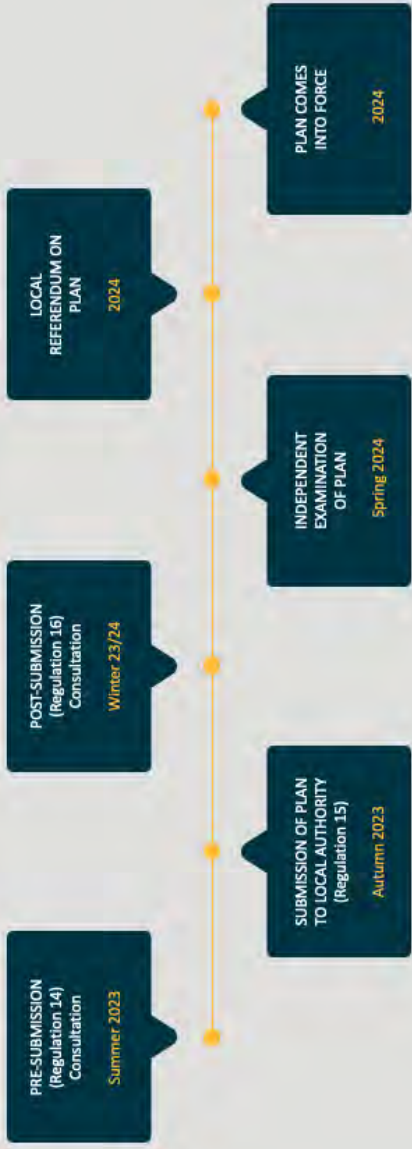 PRE-SUBMISSION
(Regulation 14)
Consultation
Summer 2023
SUBMISSION OF PLAN
TO LOCAL AUTHORITY
(Regulation 15)
Autumn 2023
POST-SUBMISSION
(Regulation 16)
Consultation
Winter 23/24
INDEPENDENT
EXAMINATION
OF PLAN
Spring 2024
LOCAL
REFERENDUM ON
PLAN
2024
PLAN COMES
INTO FORCE
2024